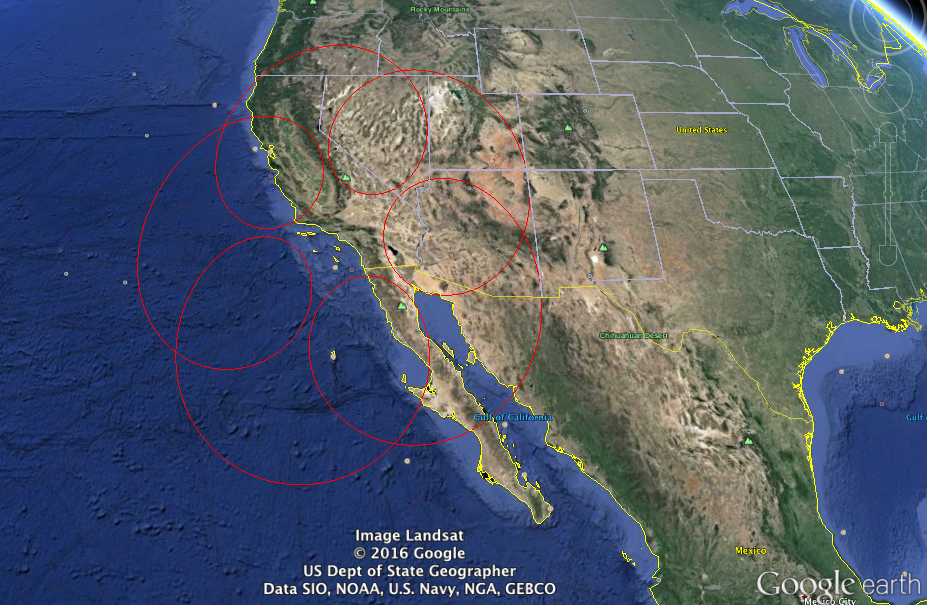 Rocky Mountains
United States
Chihuahuan Desert
Gulf of California
Gulf o
Image Landsat
© 2016 Google
US Dept of State Geographer
Data SIO, NOAA, U.S. Navy, NGA, GEBCO
Mexico
Google earth
Mexico City